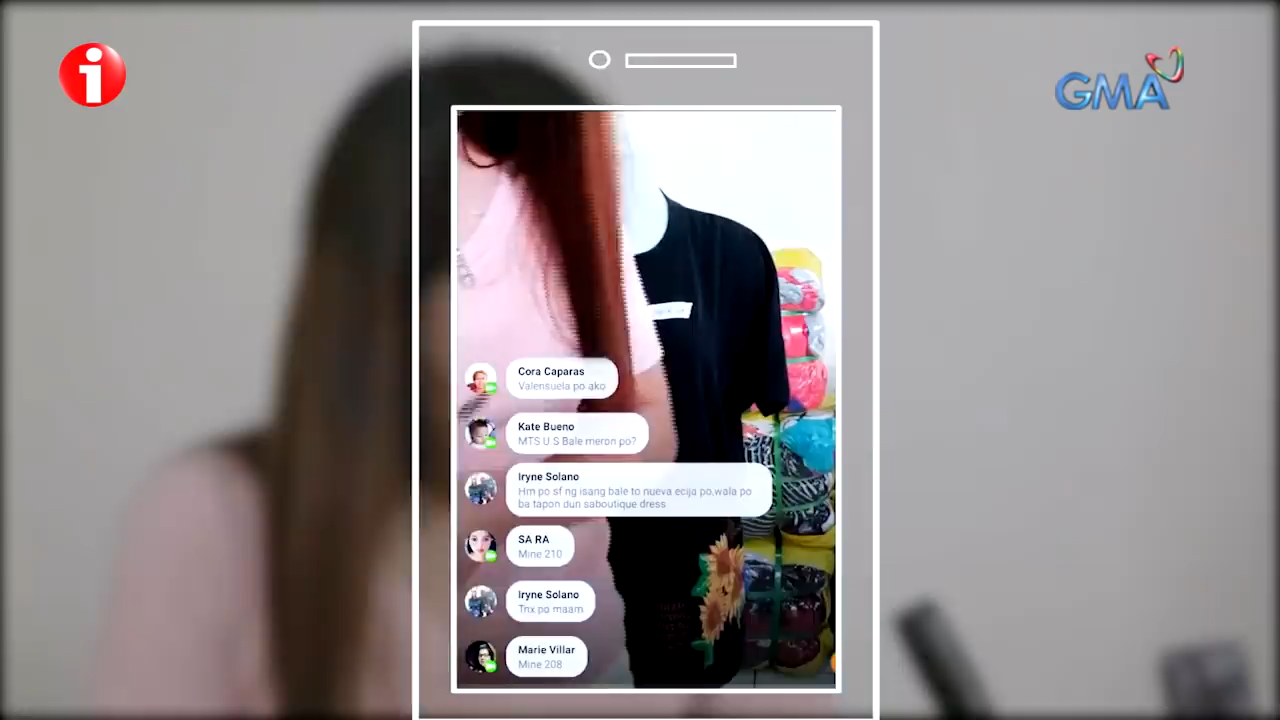 i
GMA
Cora Caparas
Valensuela po ako
Kate Bueno
MTS U.S Bale meron po?
Iryne Solano
Hm po sf ng isang bale to nueva ecija po,wala po
ba tapon dun saboutique dress
SA RA
Mine 210
Iryne Solano
Tnx po maam
Marie Villar
Mine 208